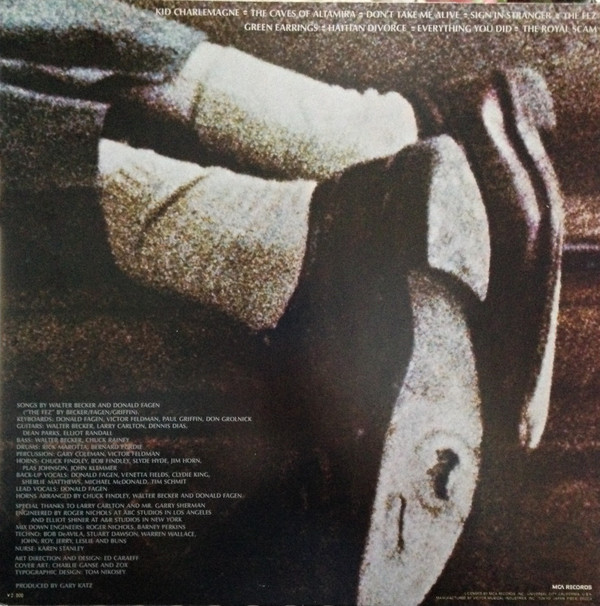 KID CHARLEMAGNE • THE CAVES OF ALTAMIRA • DON'T TAKE ME ALIVE • SIGN IN STRANGER • THE FEZ
GREEN EARRINGS • HAITIAN DIVORCE • EVERYTHING YOU DID • THE ROYAL SCAM
SONGS BY WALTER BECKER AND DONALD FAGEN
("THE FEZ" BY BECKER/FAGEN/GRIFFIN)
KEYBOARDS: DONALD FAGEN, VICTOR FELDMAN, PAUL GRIFFIN, DON GROLNICK
GUITARS: WALTER BECKER, LARRY CARLTON, DENNIS DIAS,
DEAN PARKS, ELLIOTT RANDALL
BASS: WALTER BECKER, CHUCK RAINEY
DRUMS: RICK MAROTTA, BERNARD PURDIE
PERCUSSION: GARY COLEMAN, VICTOR FELDMAN
HORNS: CHUCK FINDLEY, BOB FINDLEY, SLYDE HYDE, JIM HORN,
PLAS JOHNSON, JOHN KLEMMER
BACK-UP VOCALS: DONALD FAGEN, VENETTA FIELDS, CLYDIE KING,
SHERLIE MATTHEWS, MICHAEL McDONALD, TIM SCHMIT
LEAD VOCALS: DONALD FAGEN
HORNS ARRANGED BY CHUCK FINDLEY, WALTER BECKER AND DONALD FAGEN
SPECIAL THANKS TO LARRY CARLTON AND MR. GARRY SHERMAN
ENGINEERED BY ROGER NICHOLS AT ABC STUDIOS IN LOS ANGELES
AND ELLIOT SHINER AT A&R STUDIOS IN NEW YORK
MIX DOWN ENGINEERS: ROGER NICHOLS, BARNEY PERKINS
TECHNO: BOB DeAVILA, STUART DAWSON, WARREN WALLACE,
JOHN, ROY, JERRY, LESLIE AND BUNS
NURSE: KAREN STANLEY
ART DIRECTION AND DESIGN: ED CARAEFF
COVER ART: CHARLIE GANSE AND ZOX
TYPOGRAPHIC DESIGN: TOM NIKOSEY
PRODUCED BY GARY KATZ
MCA RECORDS